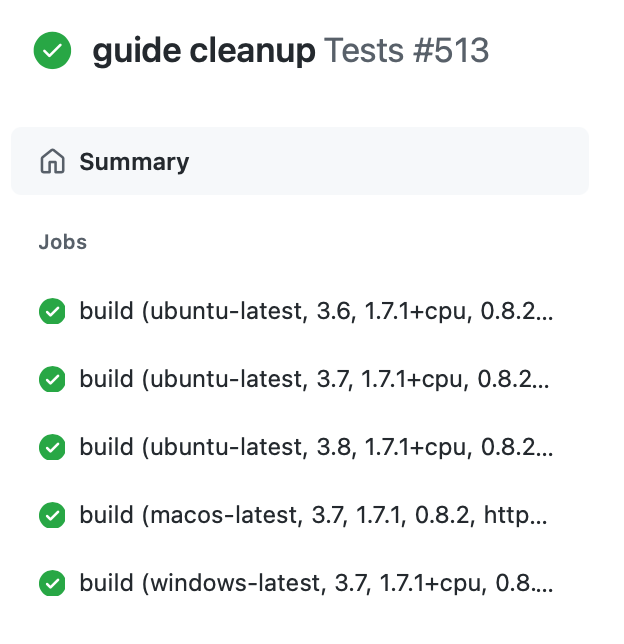 guide cleanup Tests #513
Summary
Jobs
build (ubuntu-latest, 3.6, 1.7.1+cpu, 0.8.2...
build (ubuntu-latest, 3.7, 1.7.1+cpu, 0.8.2...
build (ubuntu-latest, 3.8, 1.7.1+cpu, 0.8.2...
build (macos-latest, 3.7, 1.7.1, 0.8.2, http...
build (windows-latest, 3.7, 1.7.1+cpu, 0.8....